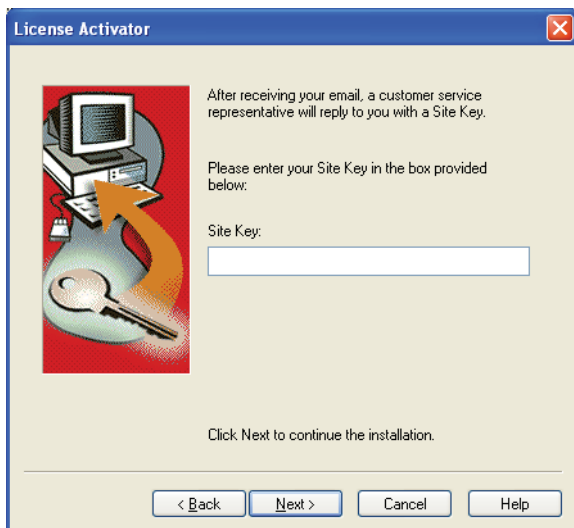 License Activator
After receiving your email, a customer service
representative will reply to you with a Site Key.
Please enter your Site Key in the box provided
below:
Site Key:
Click Next to continue the installation.
< Back
Next >
Cancel
Help